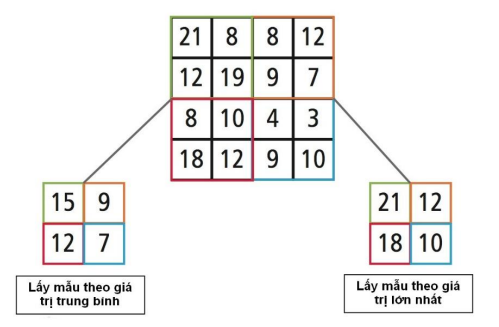 21 8 8 12
12 19 9 7
8 10 4 3
18 12 9 10
15 9
12 7
21 12
18 10
Lấy mẫu theo giá
trị trung bính
Lấy mẫu theo giá
trị lớn nhất